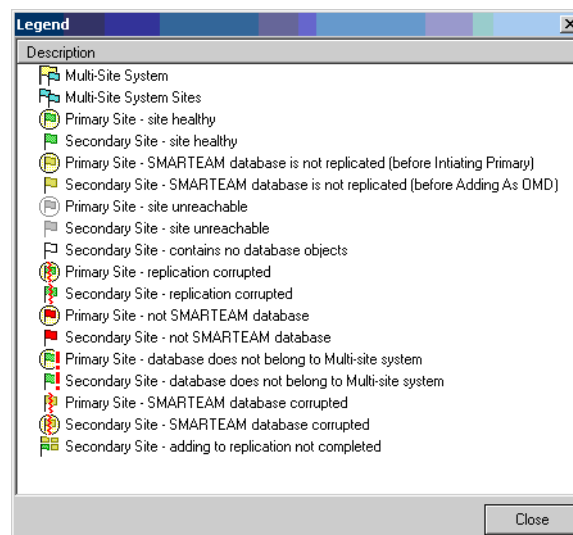 Legend
Description
Multi-Site System
Multi-Site System Sites
Primary Site - site healthy
Secondary Site - site healthy
Primary Site - SMARTEAM database is not replicated (before Intiating Primary)
Secondary Site - SMARTEAM database is not replicated (before Adding As OMD)
Primary Site - site unreachable
Secondary Site - site unreachable
Secondary Site - contains no database objects
Primary Site - replication corrupted
Secondary Site - replication corrupted
Primary Site - not SMARTEAM database
Secondary Site - not SMARTEAM database
Primary Site - database does not belong to Multi-site system
Secondary Site - database does not belong to Multi-site system
Primary Site - SMARTEAM database corrupted
Secondary Site - SMARTEAM database corrupted
Secondary Site - adding to replication not completed
Close